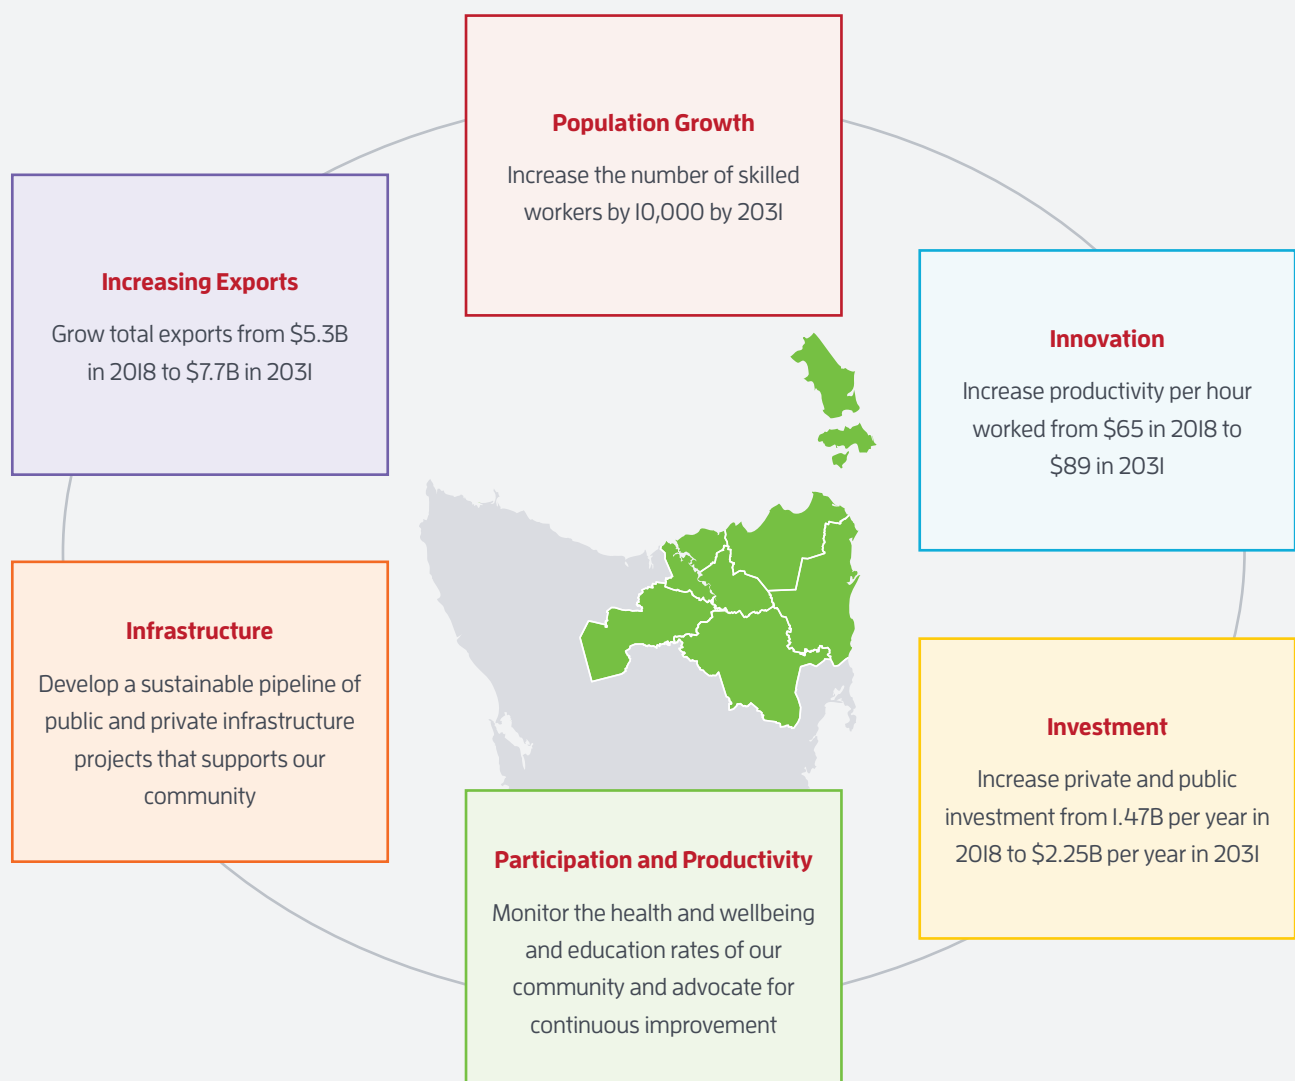 Population Growth
Increase the number of skilled
workers by 10,000 by 2031
Increasing Exports
Grow total exports from $5.3B
in 2018 to $7.7B in 2031
Innovation
Increase productivity per hour
worked from $65 in 2018 to
$89 in 2031
Infrastructure
Develop a sustainable pipeline of
public and private infrastructure
projects that supports our
community
Investment
Increase private and public
investment from 1.47B per year in
2018 to $2.25B per year in 2031
Participation and Productivity
Monitor the health and wellbeing
and education rates of our
community and advocate for
continuous improvement